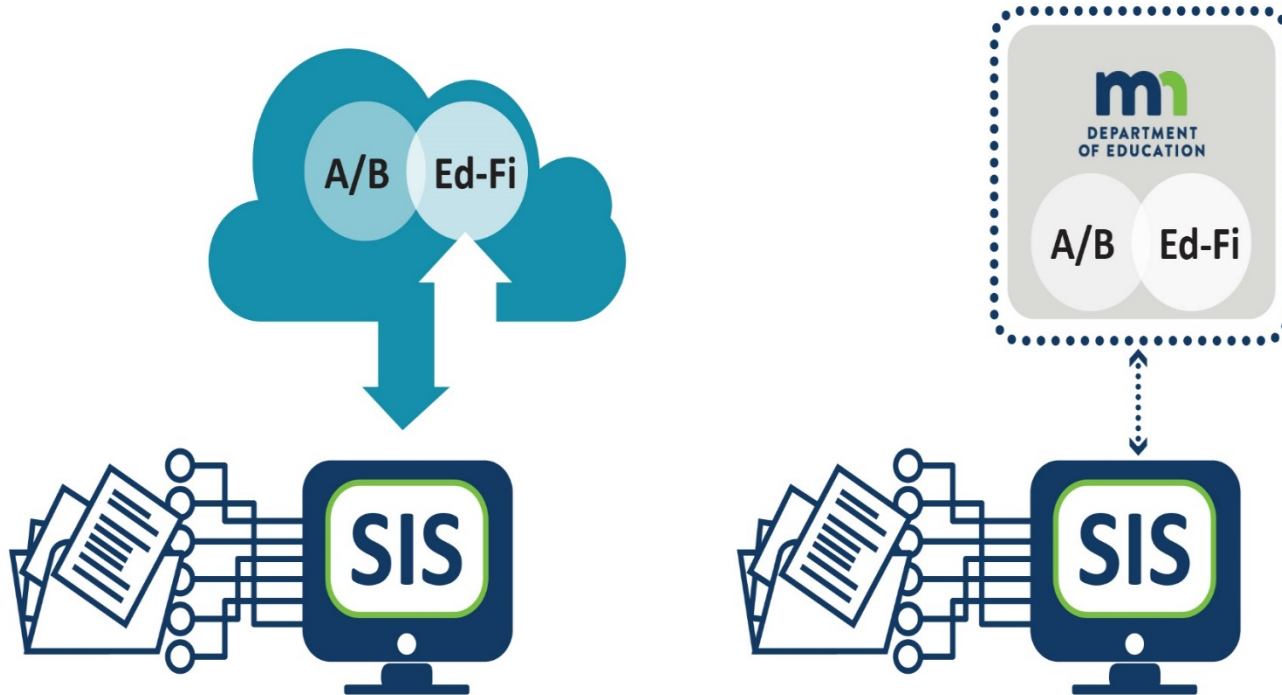 A/B Ed-Fi
SIS
mn
DEPARTMENT
OF EDUCATION
A/B Ed-Fi
SIS